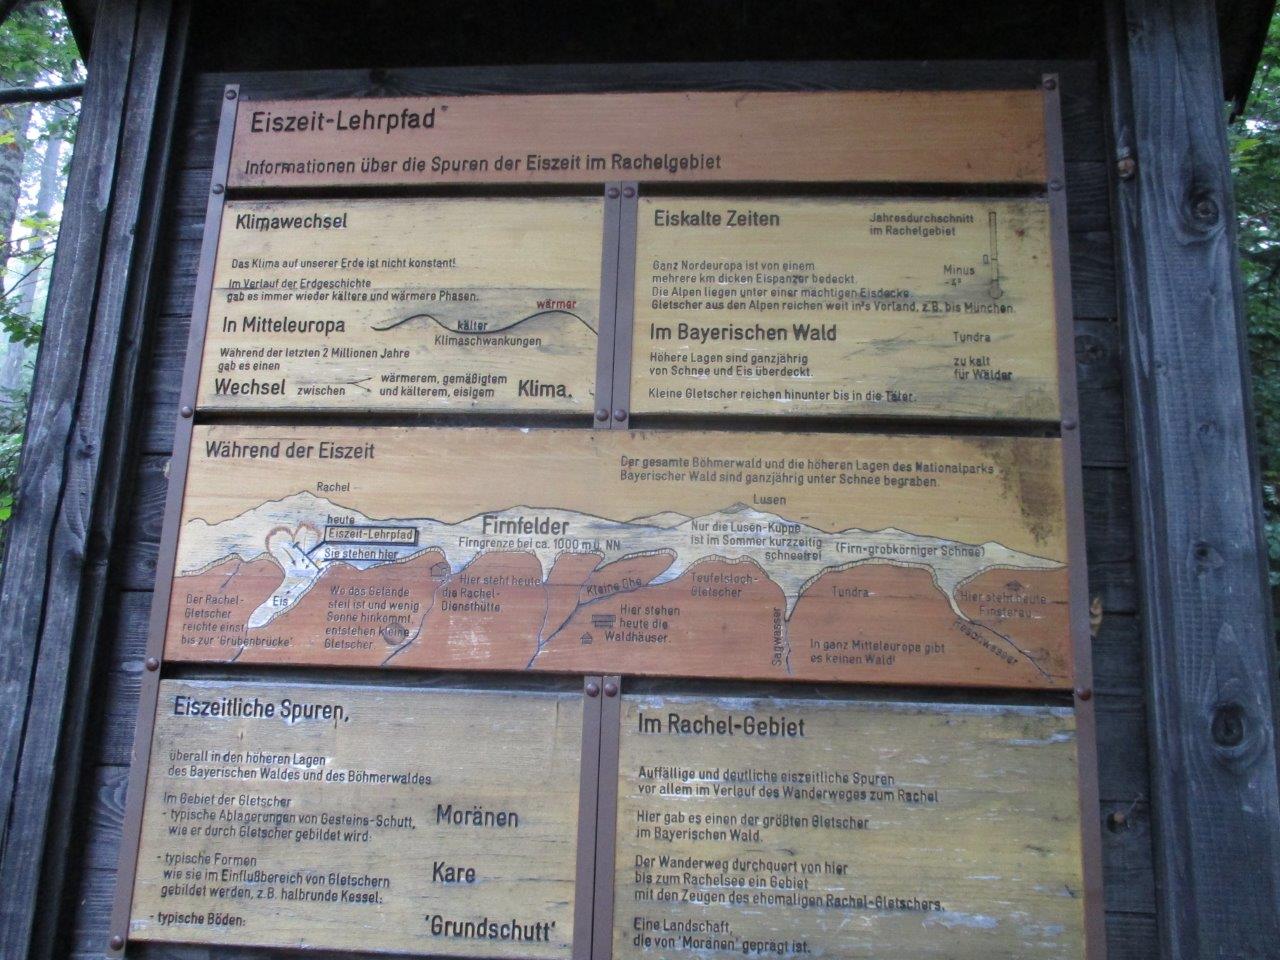 Eiszeit-Lehrpfad
Informationen über die Spuren der Eiszeit im Rachelgebiet
Klimawechsel
Das Klima auf unserer Erde ist nicht konstant!
Im Verlauf der Erdgeschichte
gab es immer wieder kältere und wärmere Phasen.
wärmer
kälter
Klimaschwankungen
In Mitteleuropa
Während der letzten 2 Millionen Jahre
gab es einen
Wechsel zwischen wärmerem, gemäßigtem
und kälterem, eisigem Klima.
Eiskalte Zeiten
Jahresdurchschnitt
im Rachelgebiet
Minus
-4°
Ganz Nordeuropa ist von einem
mehrere km dicken Eispanzer bedeckt.
Die Alpen liegen unter einer mächtigen Eisdecke.
Gletscher aus den Alpen reichen weit in's Vorland, z.B. bis München.
Im Bayerischen Wald
Höhere Lagen sind ganzjährig
von Schnee und Eis überdeckt.
Tundra
zu kalt
für Wälder
Kleine Gletscher reichen hinunter bis in die Täler.
Während der Eiszeit
Der gesamte Böhmerwald und die höheren Lagen des Nationalparks
Bayerischer Wald sind ganzjährig unter Schnee begraben.
Rachel
Lusen
heute
Eiszeit-Lehrpfad
Sie stehen hier
Firnfelder
Firngrenze bei ca. 1000 m ü. NN
Nur die Lusen-Kuppe
ist im Sommer kurzzeitig
schneefrei
(Firn-grobkörniger Schnee)
Der Rachel-
Gletscher
reichte einst
bis zur 'Grübenbrücke'
Eis
Wo das Gelände
steil ist und wenig
Sonne hinkommt,
entstehen kleine
Gletscher.
Hier steht heute
die Rachel-
Diensthütte.
Kleine Ohe
Hier stehen
heute die
Waldhäuser.
Teufelsloch-
Gletscher
Sagwasser
Tundra
In ganz Mitteleuropa gibt
es keinen Wald!
Hier steht heute
Finsterau
Reschwasser
Eiszeitliche Spuren,
überall in den höheren Lagen
des Bayerischen Waldes und des Böhmerwaldes
Im Gebiet der Gletscher
- typische Ablagerungen von Gesteins-Schutt,
wie er durch Gletscher gebildet wird:
Moränen
- typische Formen
wie sie im Einflußbereich von Gletschern
gebildet werden, z.B. halbrunde Kessel:
Kare
- typische Böden:
'Grundschutt'
Im Rachel-Gebiet
Auffällige und deutliche eiszeitliche Spuren
vor allem im Verlauf des Wanderweges zum Rachel
Hier gab es einen der größten Gletscher
im Bayerischen Wald.
Der Wanderweg durchquert von hier
bis zum Rachelsee ein Gebiet
mit den Zeugen des ehemaligen Rachel-Gletschers,
Eine Landschaft,
die von 'Moränen' geprägt ist.